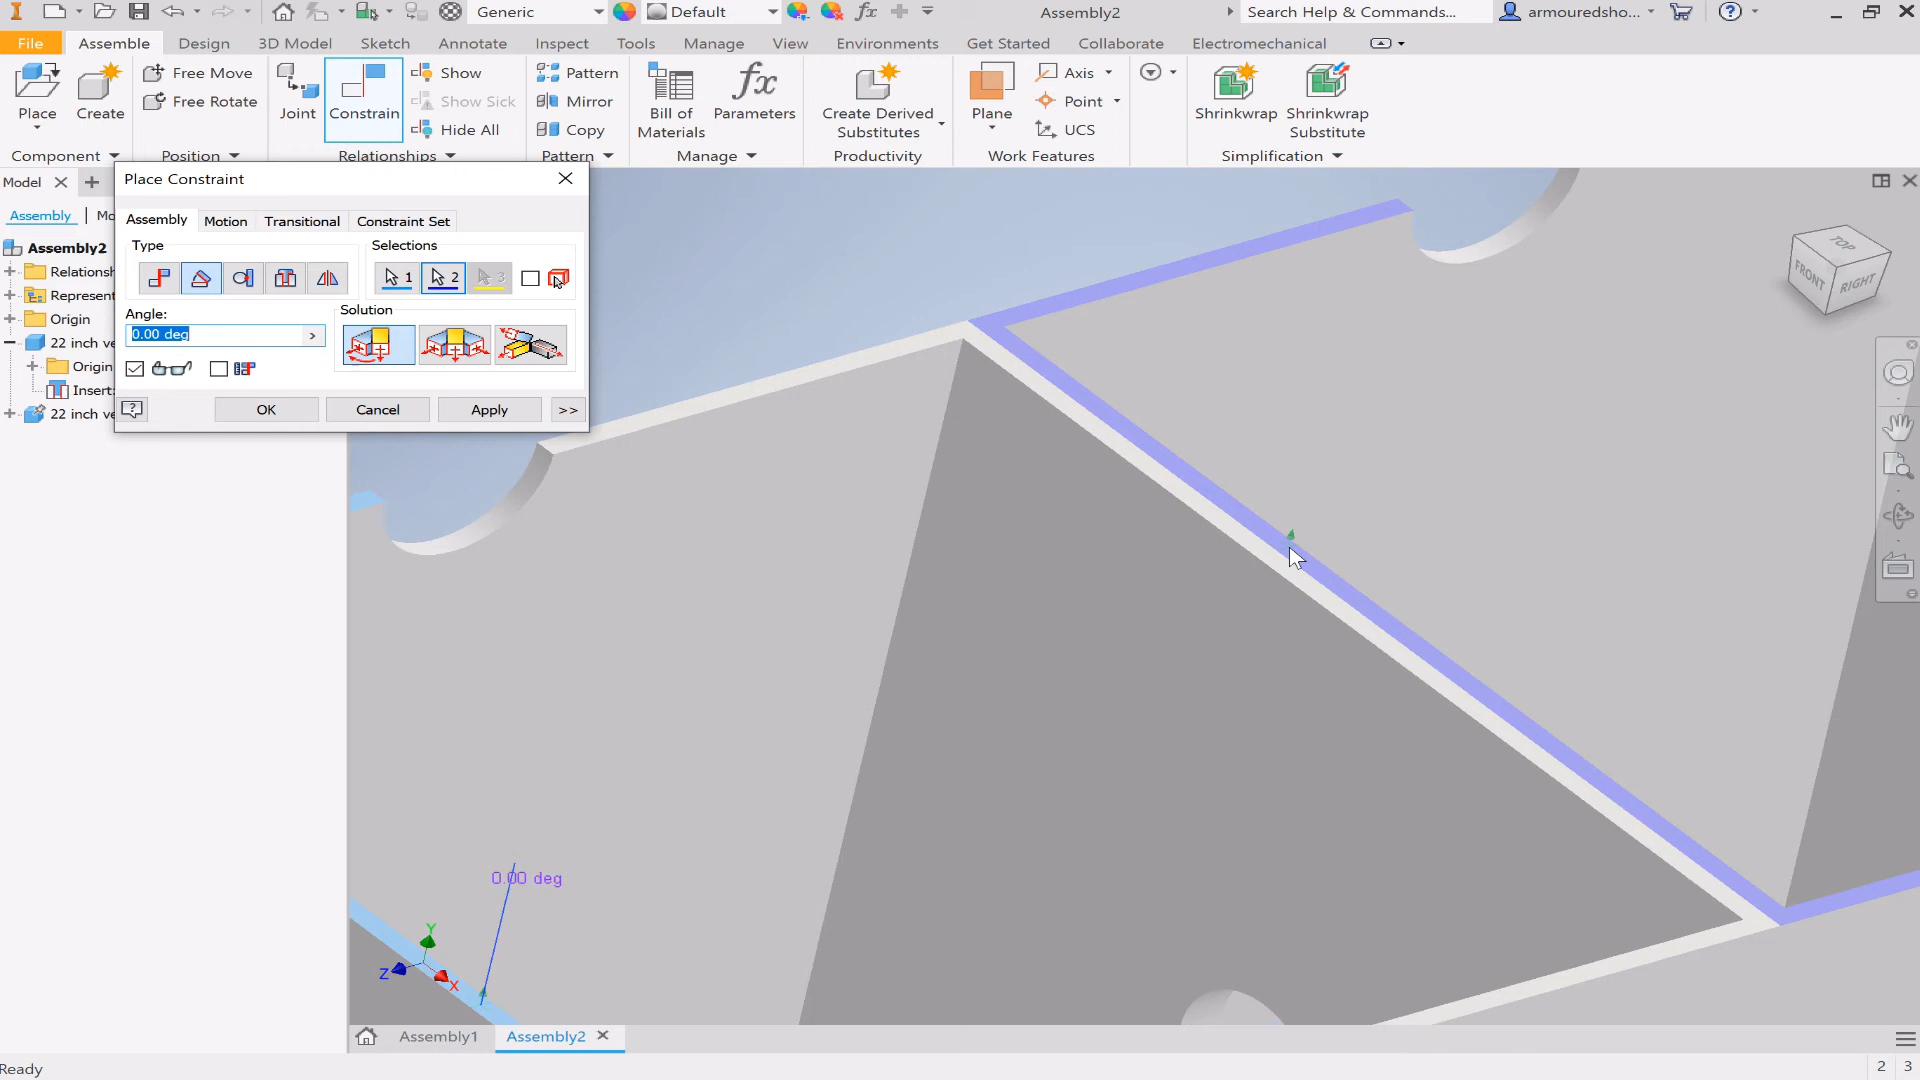 Generic
Default
fx
Assembly2
Search Help & Commands...
armouredsho...
File Assemble Design 3D Model Sketch Annotate Inspect Tools Manage View Environments Get Started Collaborate Electromechanical
Place
Create
Free Move
Free Rotate
Joint
Constrain
Show
Show Sick
Hide All
Pattern
Mirror
Copy
Bill of
Materials
fx
Parameters
Create Derived
Substitutes
Plane
Axis
Point
UCS
Shrinkwrap
Shrinkwrap
Substitute
Component Position Relationships Pattern Manage Productivity Work Features Simplification
Model
Assembly
Mo
Assembly2
Relationsh
Represent
Origin
22 inch ve
Origin
Insert:
22 inch ve
Place Constraint
Assembly Motion Transitional Constraint Set
Type
Selections
1 2 3
Angle:
Solution
0.00 deg
OK Cancel Apply >>
TOP
FRONT
RIGHT
0.00 deg
Y
Z
X
Assembly1 Assembly2
Ready
2 3